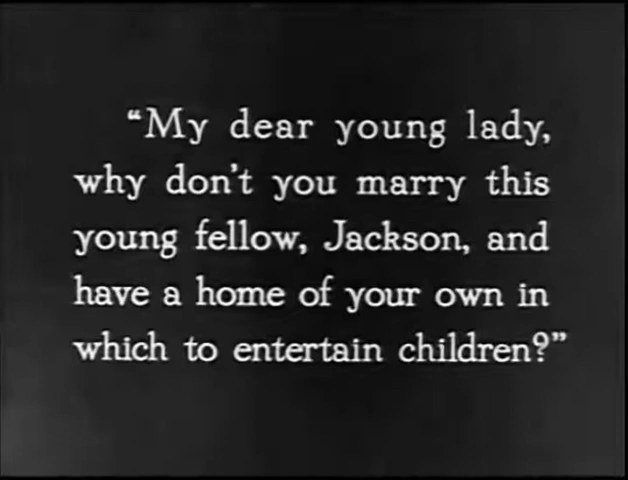 “My dear young lady,
why don't you marry this
young fellow, Jackson, and
have a home of your own in
which to entertain children?”